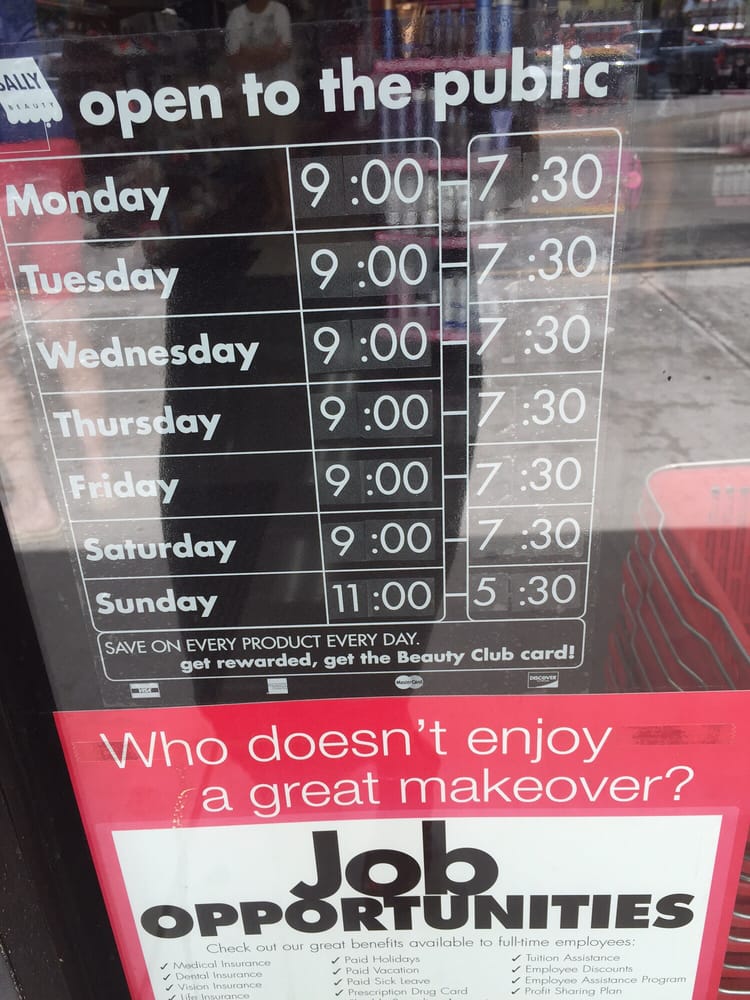 SALLY
BEAUTY
open to the public
Monday 9:00 - 7:30
Tuesday 9:00 - 7:30
Wednesday 9:00 - 7:30
Thursday 9:00 - 7:30
Friday 9:00 - 7:30
Saturday 9:00 - 7:30
Sunday 11:00 - 5:30
SAVE ON EVERY PRODUCT EVERY DAY.
get rewarded, get the Beauty Club card!
VISA MasterCard DISCOVER
Who doesn't enjoy
a great makeover?
Job
OPPORTUNITIES
Check out our great benefits available to full-time employees:
✓ Medical Insurance ✓ Paid Holidays ✓ Tuition Assistance
✓ Dental Insurance ✓ Paid Vacation ✓ Employee Discounts
✓ Vision Insurance ✓ Paid Sick Leave ✓ Employee Assistance Program
✓ Life Insurance ✓ Prescription Drug Card ✓ Profit Sharing Plan